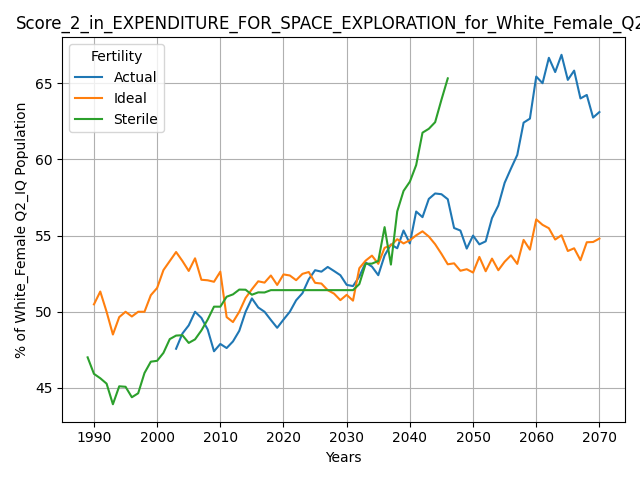 Score_2_in_EXPENDITURE_FOR_SPACE_EXPLORATION_for_White_Female_Q2
Fertility
Actual
Ideal
Sterile
% of White_Female Q2_IQ Population
65
60
55
50
45
1990 2000 2010 2020 2030 2040 2050 2060 2070
Years